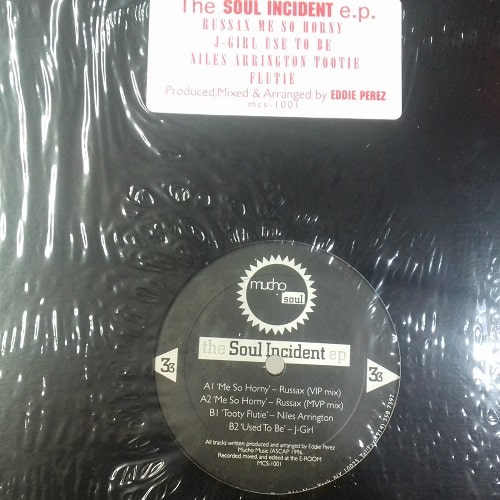 The SOUL INCIDENT e.p.
RUSSAX ME SO HORNY
J-GIRL USE TO BE
NILES ARRINGTON TOOTIE
FLUTIE
Produced, Mixed & Arranged by EDDIE PEREZ
mcs-1001
mucho
soul
the Soul Incident ep
33
33
A1 'Me So Horny' – Russax (VIP mix)
A2 'Me So Horny' – Russax (MVP mix)
B1 'Tooty Flutie' – Niles Arrington
B2 'Used To Be' – J-Girl
All tracks written, produced and arranged by Eddie Perez
Mucho Music /ASCAP 1996
Recorded, mixed, and edited at the E-ROOM
MCS-1001
New York NY 10025